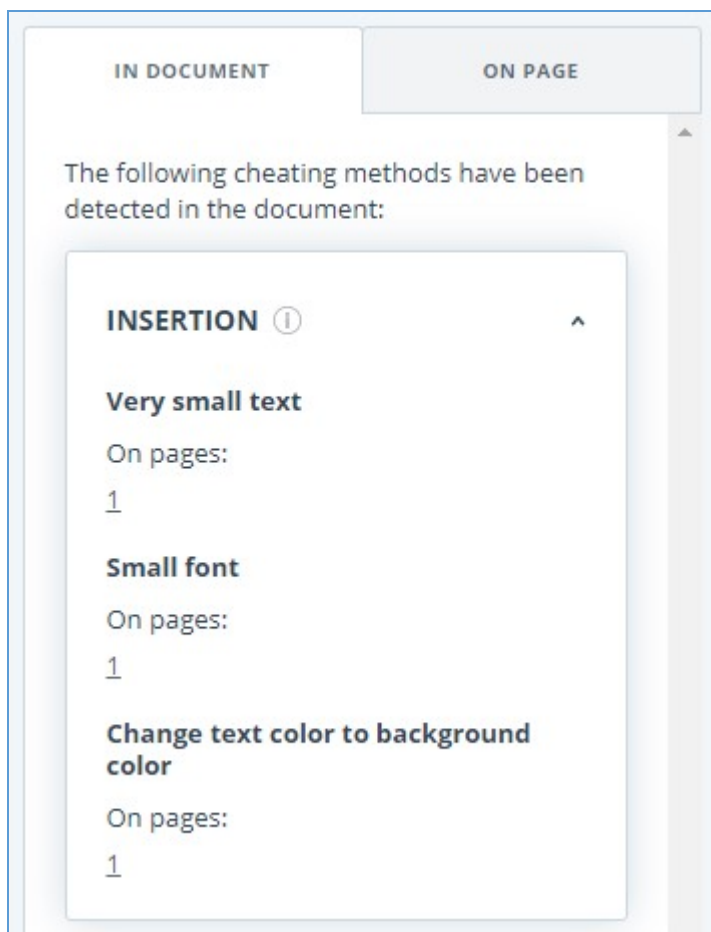 IN DOCUMENT
ON PAGE
The following cheating methods have been
detected in the document:
INSERTION
Very small text
On pages:
1
Small font
On pages:
1
Change text color to background
color
On pages:
1